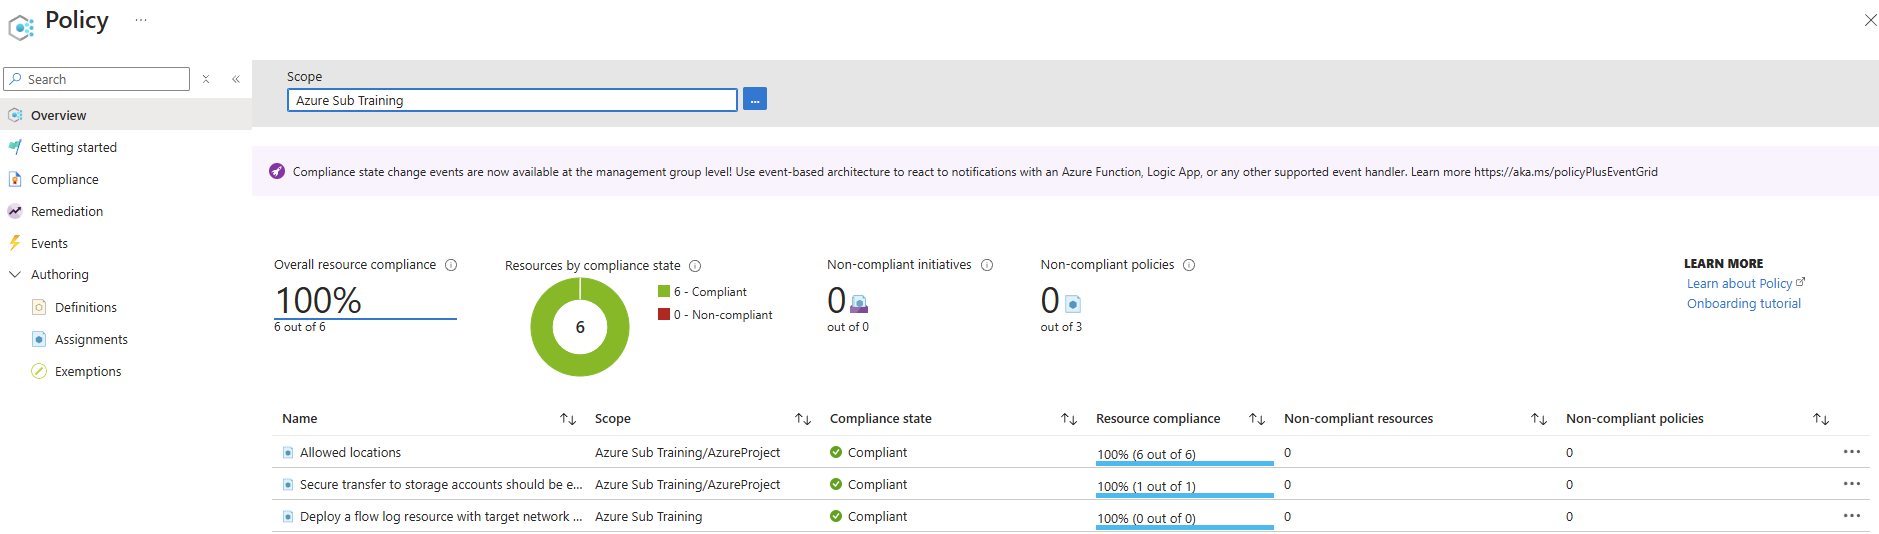 Policy ...
Search
Overview
Getting started
Compliance
Remediation
Events
Authoring
Definitions
Assignments
Exemptions
Scope
Azure Sub Training
...
Compliance state change events are now available at the management group level! Use event-based architecture to react to notifications with an Azure Function, Logic App, or any other supported event handler. Learn more https://aka.ms/policyPlusEventGrid
Overall resource compliance
100%
6 out of 6
Resources by compliance state
6
6 - Compliant
0 - Non-compliant
Non-compliant initiatives
0
out of 0
Non-compliant policies
0
out of 3
LEARN MORE
Learn about Policy
Onboarding tutorial
Name Scope Compliance state Resource compliance Non-compliant resources Non-compliant policies
Allowed locations Azure Sub Training/AzureProject Compliant 100% (6 out of 6) 0 0 ...
Secure transfer to storage accounts should be e... Azure Sub Training/AzureProject Compliant 100% (1 out of 1) 0 0 ...
Deploy a flow log resource with target network ... Azure Sub Training Compliant 100% (0 out of 0) 0 0 ...